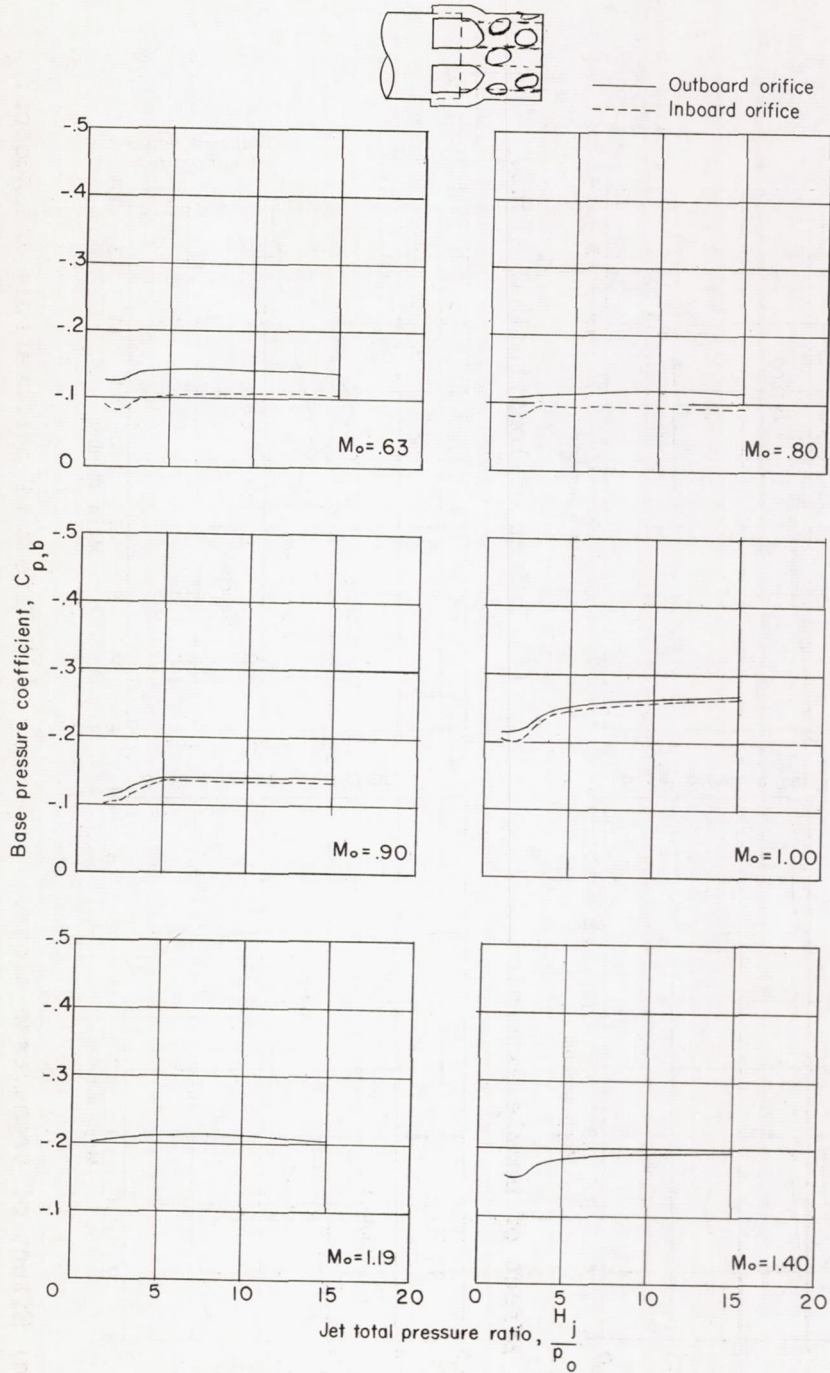 Outboard orifice
Inboard orifice
-.5
-.4
-.3
-.2
-.1
0
Mo=.63
Mo=.80
Base pressure coefficient, Cp,b
-.5
-.4
-.3
-.2
-.1
0
Mo=.90
Mo=1.00
-.5
-.4
-.3
-.2
-.1
0
Mo=1.19
Mo=1.40
0 5 10 15 20
0 5 10 15 20
Jet total pressure ratio, Hj/po